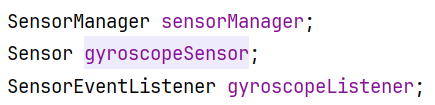 SensorManager sensorManager;
Sensor gyroscopeSensor;
SensorEventListener gyroscopeListener;